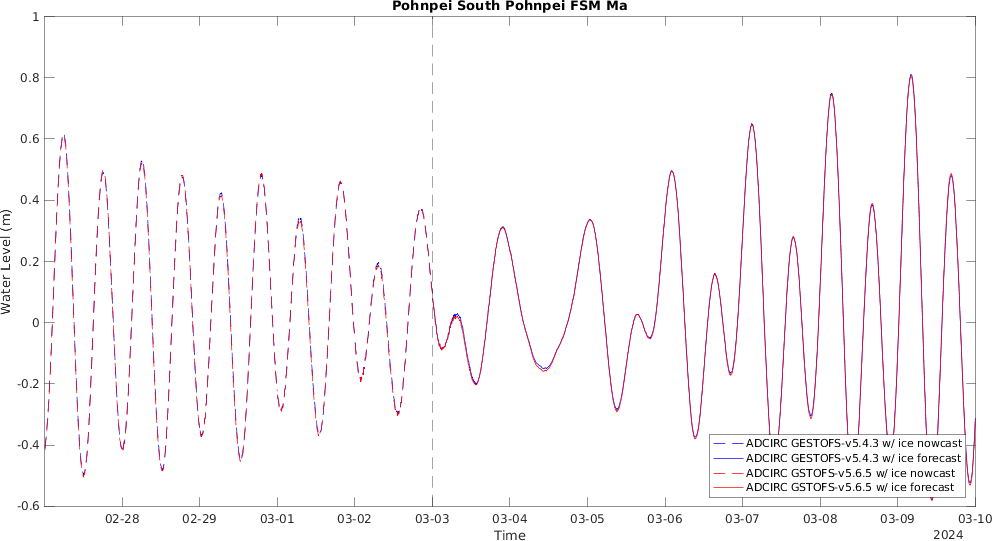 Pohnpei South Pohnpei FSM Ma
1
0.8
0.6
0.4
0.2
0
-0.2
-0.4
-0.6
Water Level (m)
ADCIRC GESTOFS-v5.4.3 w/ ice nowcast
ADCIRC GESTOFS-v5.4.3 w/ ice forecast
ADCIRC GSTOFS-v5.6.5 w/ ice nowcast
ADCIRC GSTOFS-v5.6.5 w/ ice forecast
02-28 02-29 03-01 03-02 03-03 03-04 03-05 03-06 03-07 03-08 03-09 03-10
Time
2024